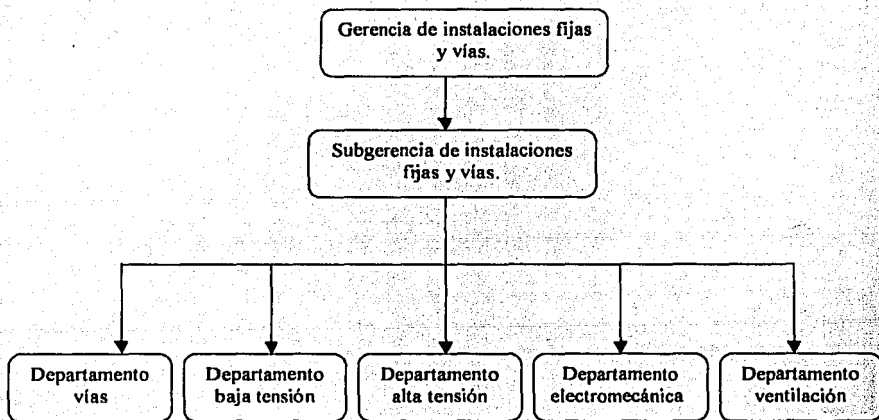 Gerencia de instalaciones fijas
y vías.
Subgerencia de instalaciones
fijas y vías.
Departamento
vías
Departamento
baja tensión
Departamento
alta tensión
Departamento
electromecánica
Departamento
ventilación